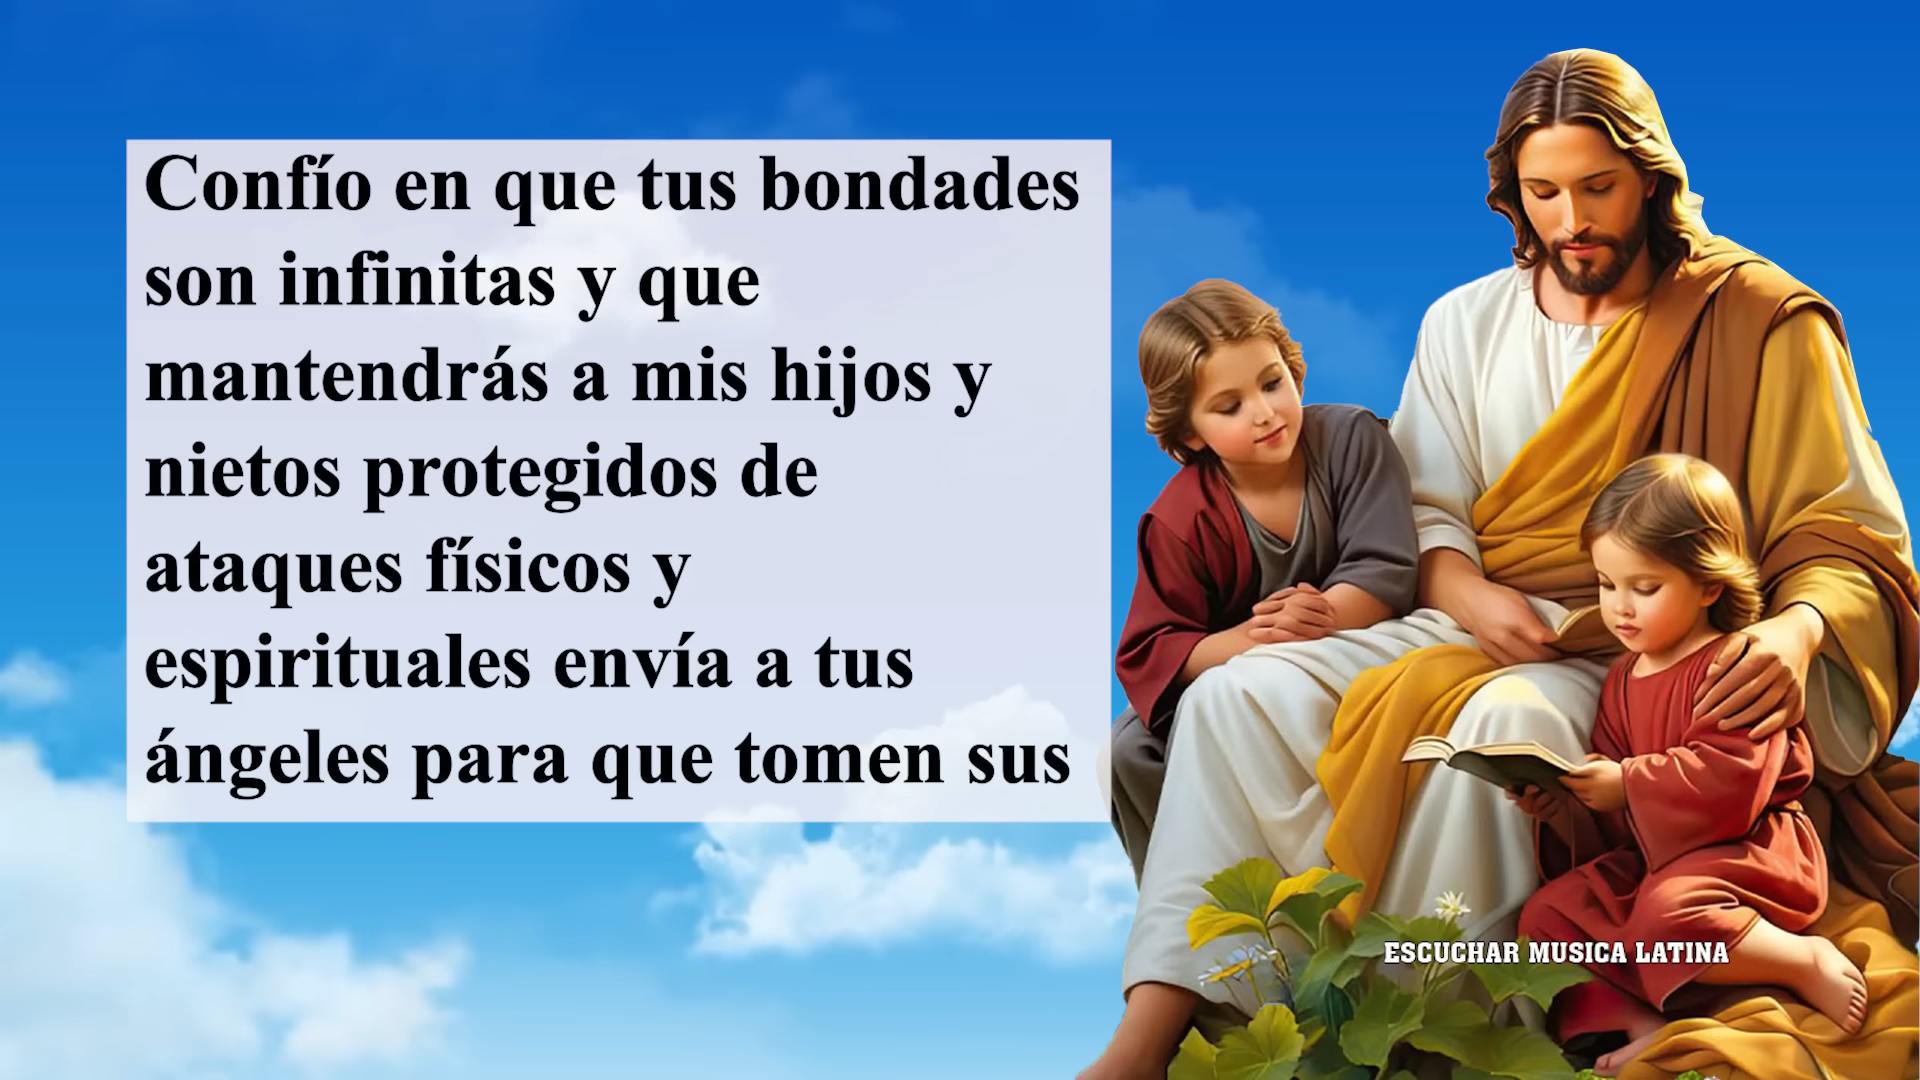 Confío en que tus bondades
son infinitas y que
mantendrás a mis hijos y
nietos protegidos de
ataques físicos y
espirituales envía a tus
ángeles para que tomen sus
ESCUCHAR MUSICA LATINA